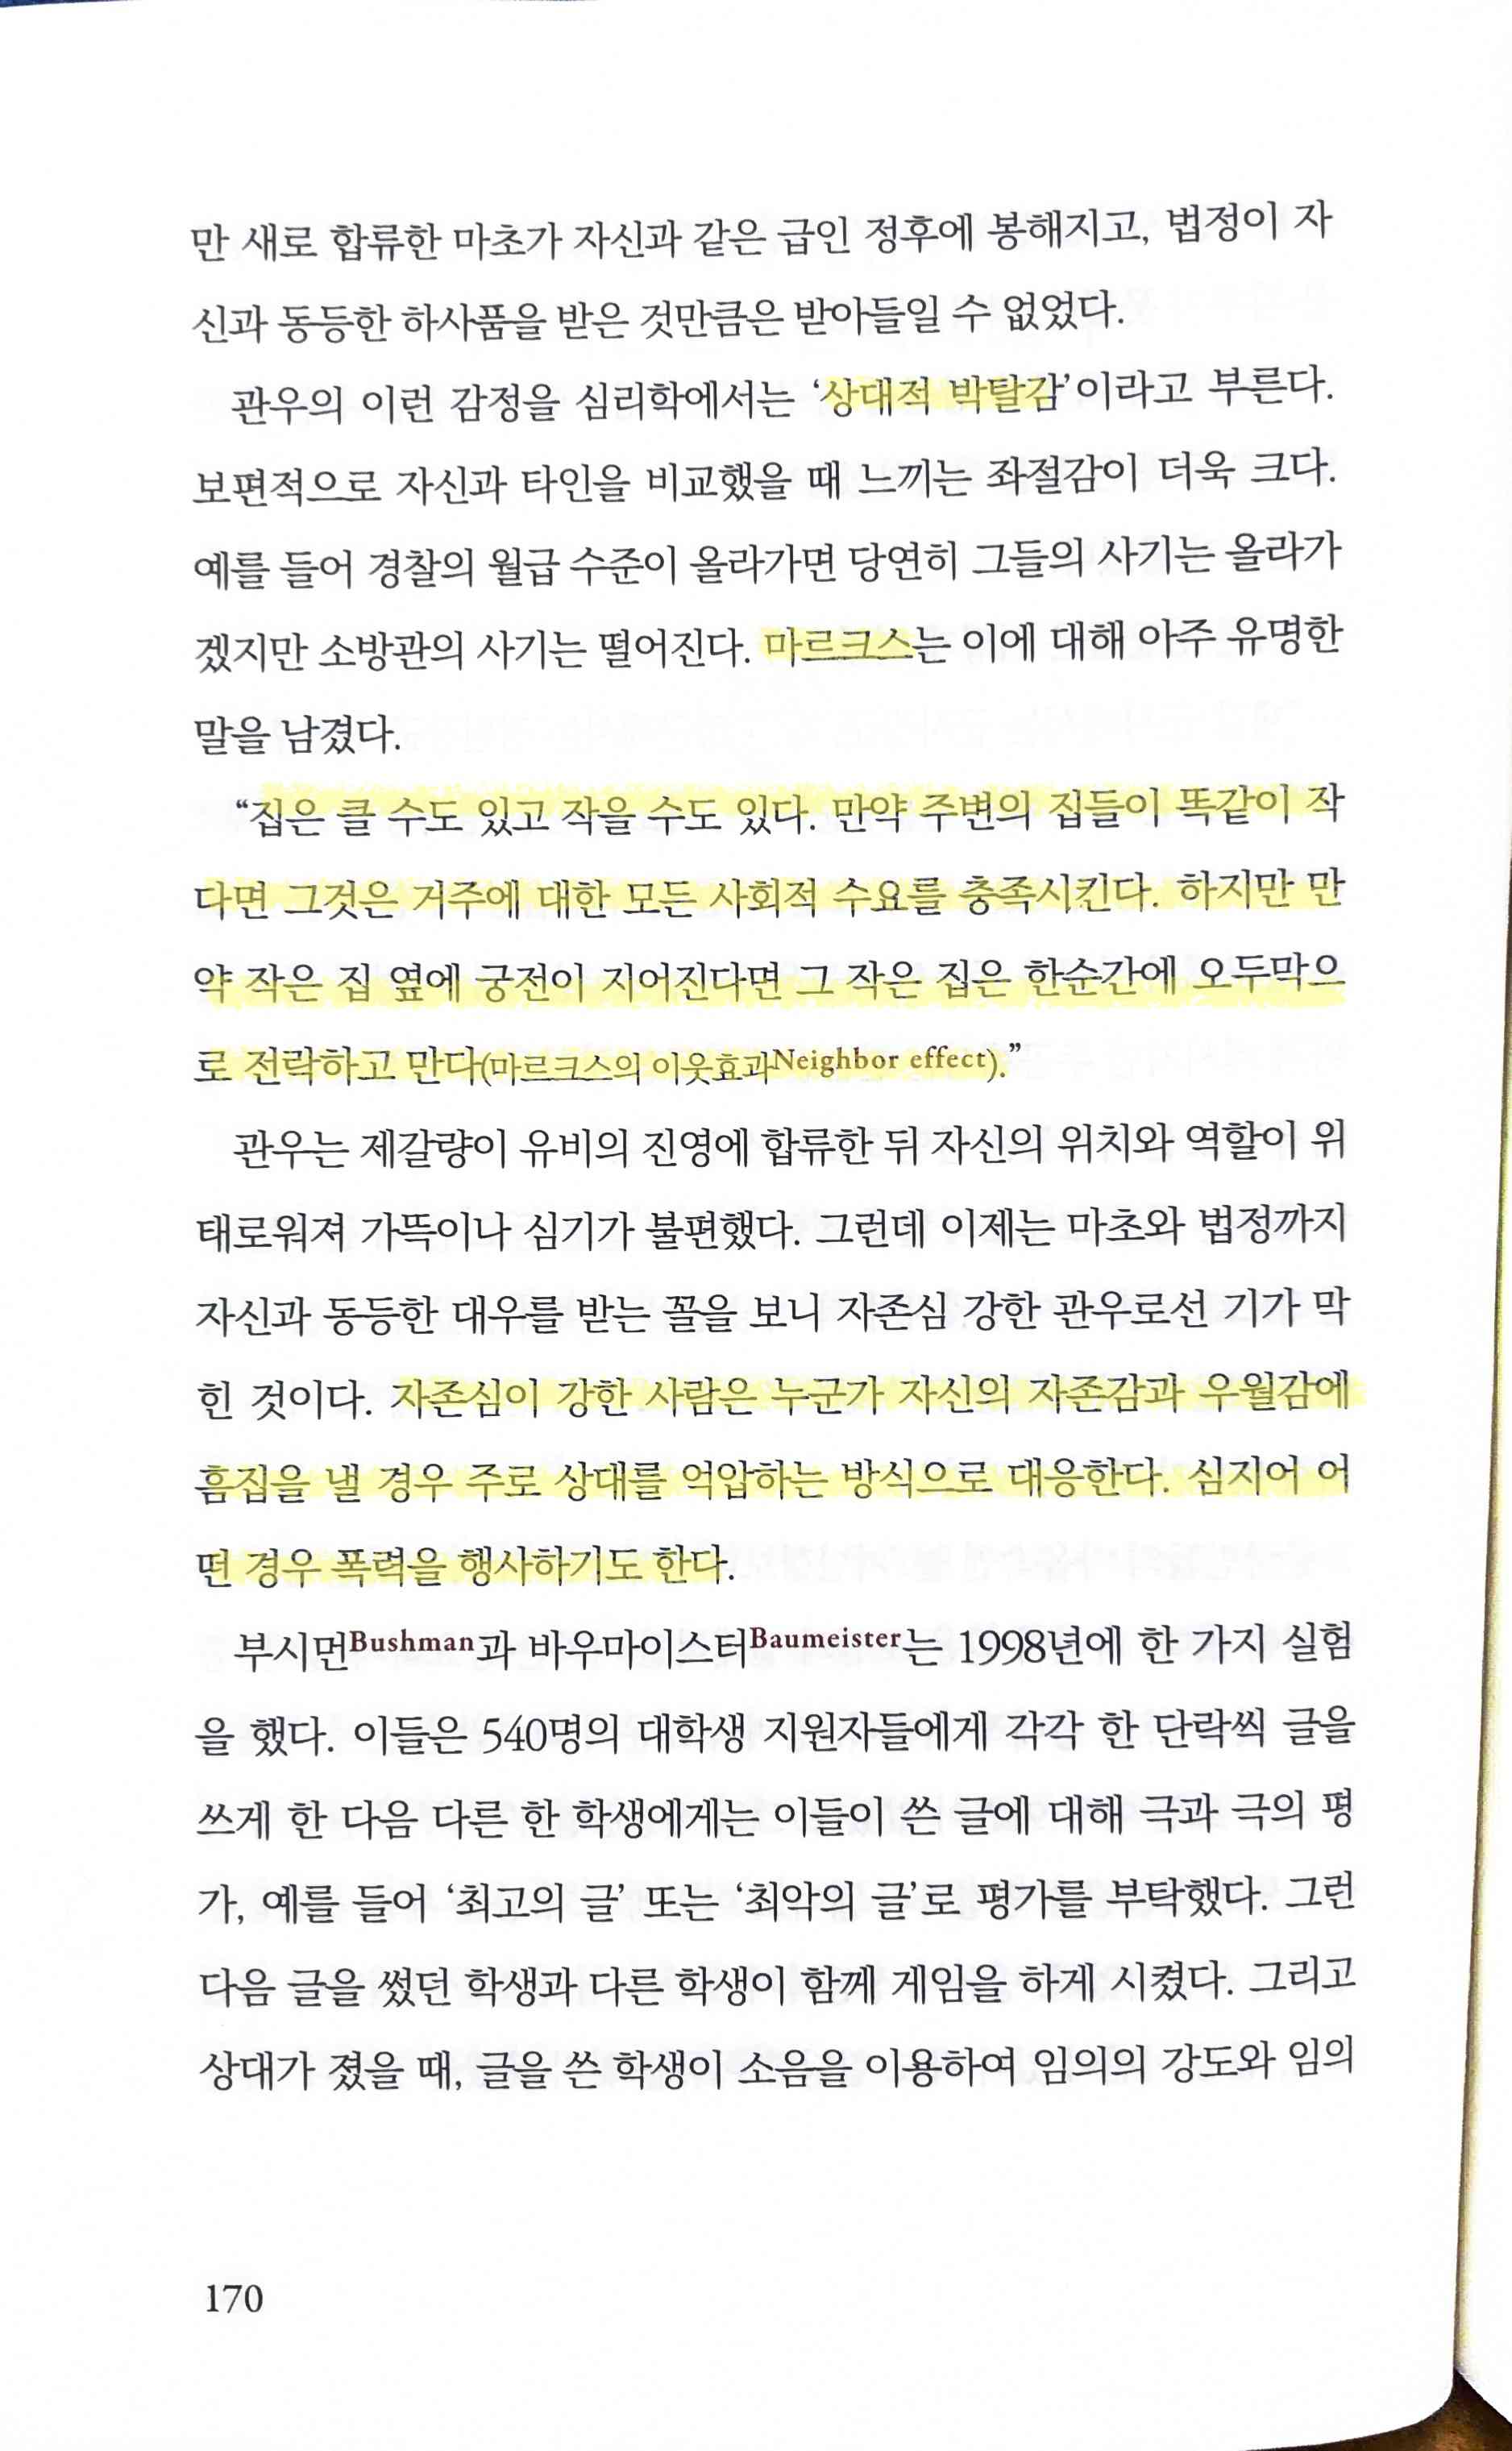 만 새로 합류한 마초가 자신과 같은 급인 정후에 봉해지고, 법정이 자
신과 동등한 하사품을 받은 것만큼은 받아들일 수 없었다.
관우의 이런 감정을 심리학에서는 ‘상대적 박탈감’이라고 부른다.
보편적으로 자신과 타인을 비교했을 때 느끼는 좌절감이 더욱 크다.
예를 들어 경찰의 월급 수준이 올라가면 당연히 그들의 사기는 올라가
겠지만 소방관의 사기는 떨어진다. 마르크스는 이에 대해 아주 유명한
말을 남겼다.
“집은 클 수도 있고 작을 수도 있다. 만약 주변의 집들이 똑같이 작
다면 그것은 거주에 대한 모든 사회적 수요를 충족시킨다. 하지만 만
약 작은 집 옆에 궁전이 지어진다면 그 작은 집은 한순간에 오두막으
로 전락하고 만다(마르크스의 이웃효과Neighbor effect).”
관우는 제갈량이 유비의 진영에 합류한 뒤 자신의 위치와 역할이 위
태로워져 가뜩이나 심기가 불편했다. 그런데 이제는 마초와 법정까지
자신과 동등한 대우를 받는 꼴을 보니 자존심 강한 관우로선 기가 막
힌 것이다. 자존심이 강한 사람은 누군가 자신의 자존감과 우월감에
흠집을 낼 경우 주로 상대를 억압하는 방식으로 대응한다. 심지어 어
떤 경우 폭력을 행사하기도 한다.
부시먼Bushman과 바우마이스터Baumeister는 1998년에 한 가지 실험
을 했다. 이들은 540명의 대학생 지원자들에게 각각 한 단락씩 글을
쓰게 한 다음 다른 한 학생에게는 이들이 쓴 글에 대해 극과 극의 평
가, 예를 들어 ‘최고의 글’ 또는 ‘최악의 글’로 평가를 부탁했다. 그런
다음 글을 썼던 학생과 다른 학생이 함께 게임을 하게 시켰다. 그리고
상대가 졌을 때, 글을 쓴 학생이 소음을 이용하여 임의의 강도와 임의
170